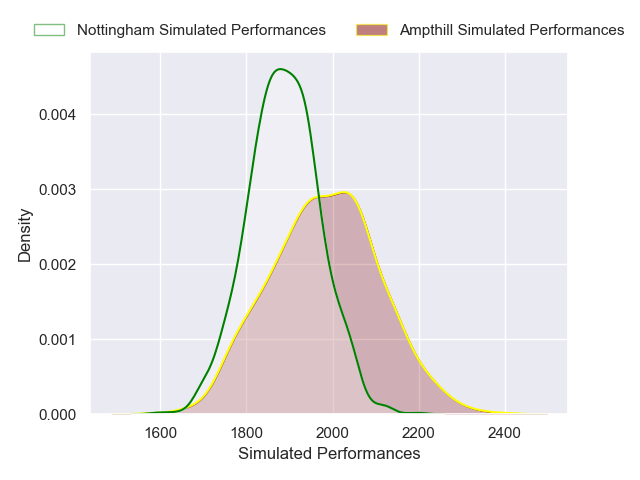 Nottingham Simulated Performances
Ampthill Simulated Performances
Density
0.004
0.003
0.002
0.001
0.000
1600 1800 2000 2200 2400
Simulated Performances